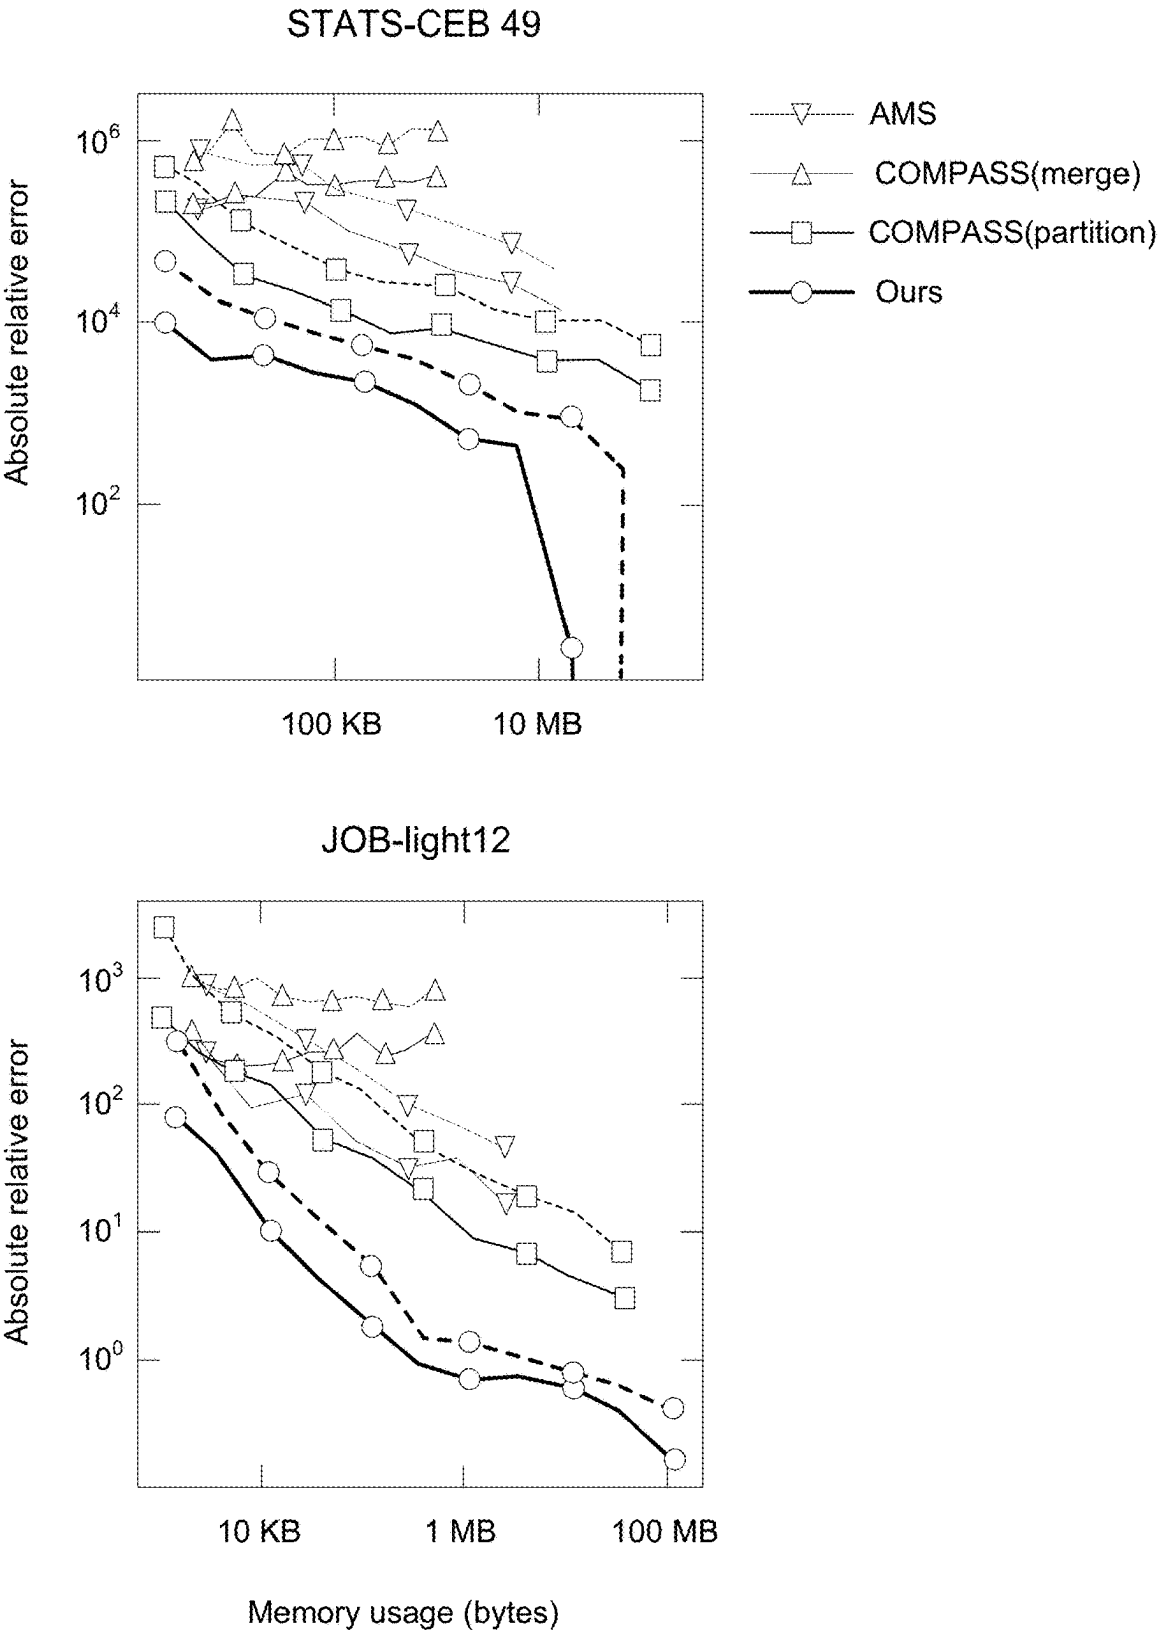 STATS-CEB 49
Absolute relative error
10^6
10^4
10^2
100 KB
10 MB
AMS
COMPASS(merge)
COMPASS(partition)
Ours
JOB-light12
Absolute relative error
10^3
10^2
10^1
10^0
10 KB
1 MB
100 MB
Memory usage (bytes)